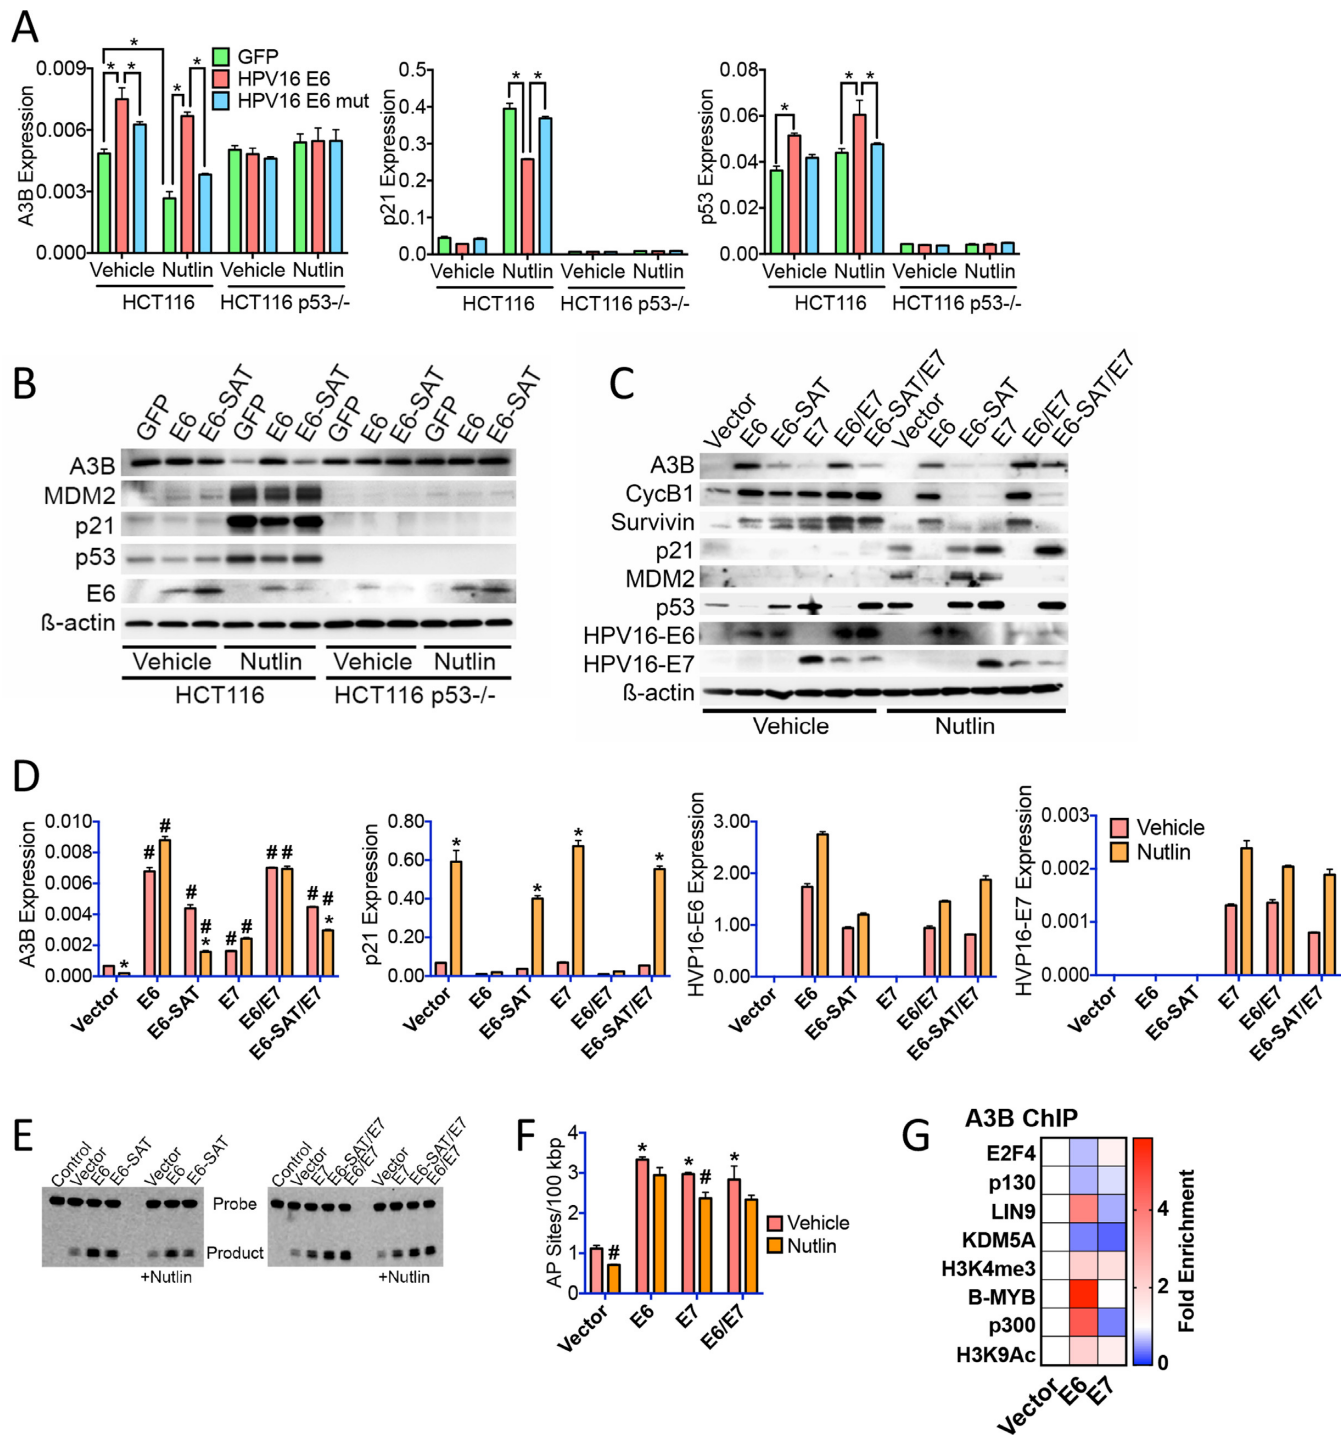 A
GFP
HPV16 E6
HPV16 E6 mut
A3B Expression
0.009
0.006
0.003
0.000
* * * * * *
Vehicle Nutlin Vehicle Nutlin
HCT116 HCT116 p53-/-
p21 Expression
0.5
0.4
0.3
0.2
0.1
0.0
* *
Vehicle Nutlin Vehicle Nutlin
HCT116 HCT116 p53-/-
p53 Expression
0.08
0.06
0.04
0.02
0.00
* * *
Vehicle Nutlin Vehicle Nutlin
HCT116 HCT116 p53-/-
B
GFP E6 E6-SAT GFP E6 E6-SAT GFP E6 E6-SAT GFP E6 E6-SAT
A3B
MDM2
p21
p53
E6
ß-actin
Vehicle Nutlin Vehicle Nutlin
HCT116 HCT116 p53-/-
C
Vector E6 E6-SAT E7 E6/E7 E6-SAT/E7 Vector E6 E6-SAT E7 E6/E7 E6-SAT/E7
A3B
CycB1
Survivin
p21
MDM2
p53
HPV16-E6
HPV16-E7
ß-actin
Vehicle Nutlin
D
A3B Expression
0.010
0.008
0.006
0.004
0.002
0.000
* # # # # * # # # # # # *
Vector E6 E6-SAT E7 E6/E7 E6-SAT/E7
p21 Expression
0.80
0.60
0.40
0.20
0.00
* * * *
Vector E6 E6-SAT E7 E6/E7 E6-SAT/E7
HVP16-E6 Expression
3.00
2.00
1.00
0.00
Vector E6 E6-SAT E7 E6/E7 E6-SAT/E7
HVP16-E7 Expression
0.003
0.002
0.001
0.000
Vehicle
Nutlin
Vector E6 E6-SAT E7 E6/E7 E6-SAT/E7
E
Control Vector E6 E6-SAT Vector E6 E6-SAT
Control Vector E7 E6-SAT/E7 E6/E7 Vector E7 E6-SAT/E7 E6/E7
Probe
Product
+Nutlin +Nutlin
F
AP Sites/100 kbp
4
3
2
1
0
# * * # *
Vehicle
Nutlin
Vector E6 E7 E6/E7
G
A3B ChIP
E2F4
p130
LIN9
KDM5A
H3K4me3
B-MYB
p300
H3K9Ac
Vector E6 E7
4
2
0
Fold Enrichment